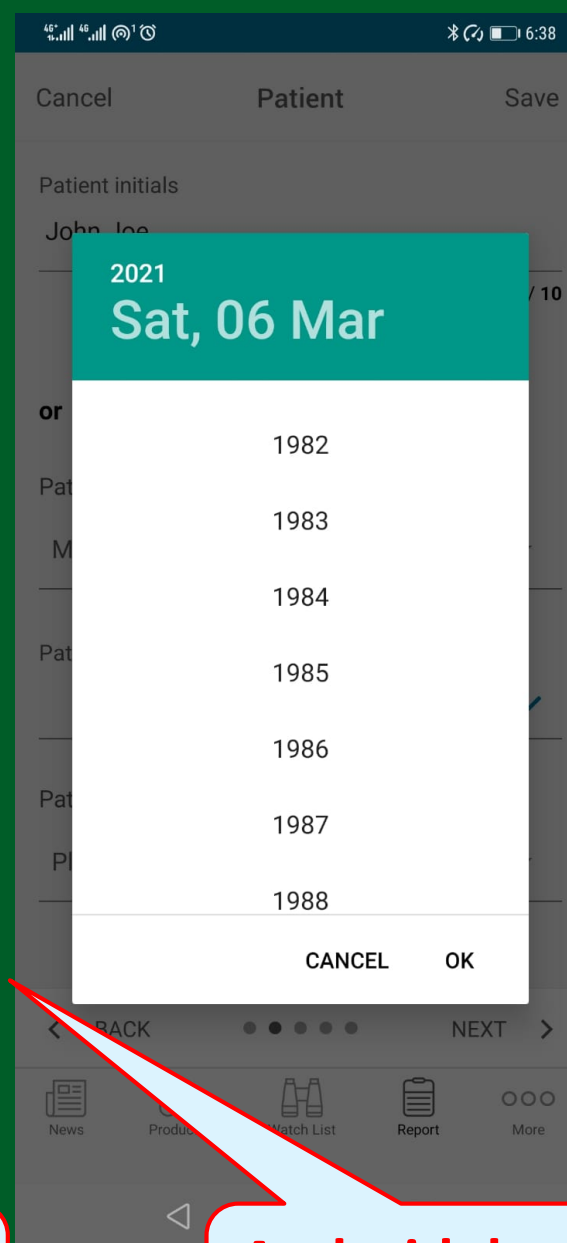 6:38
Cancel Patient Save
Patient initials
John Joe
/ 10
2021
Sat, 06 Mar
or
1982
Pat
1983
M
1984
Pat
1985
1986
Pat
1987
Pl
1988
CANCEL OK
BACK NEXT
News Watch List Report More